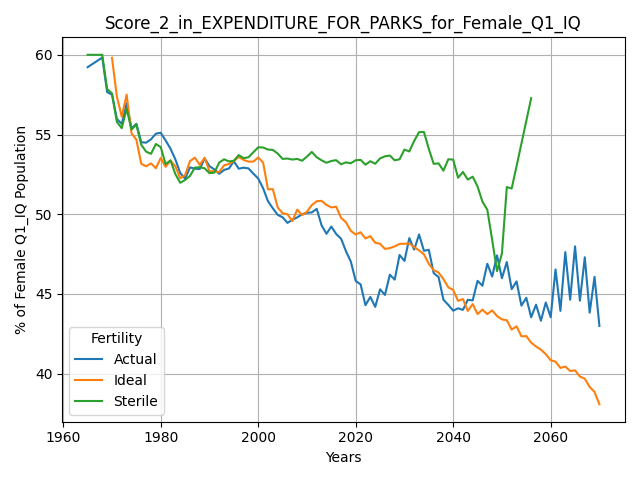 Score_2_in_EXPENDITURE_FOR_PARKS_for_Female_Q1_IQ
60
55
50
45
40
% of Female Q1_IQ Population
Fertility
Actual
Ideal
Sterile
1960
1980
2000
2020
2040
2060
Years